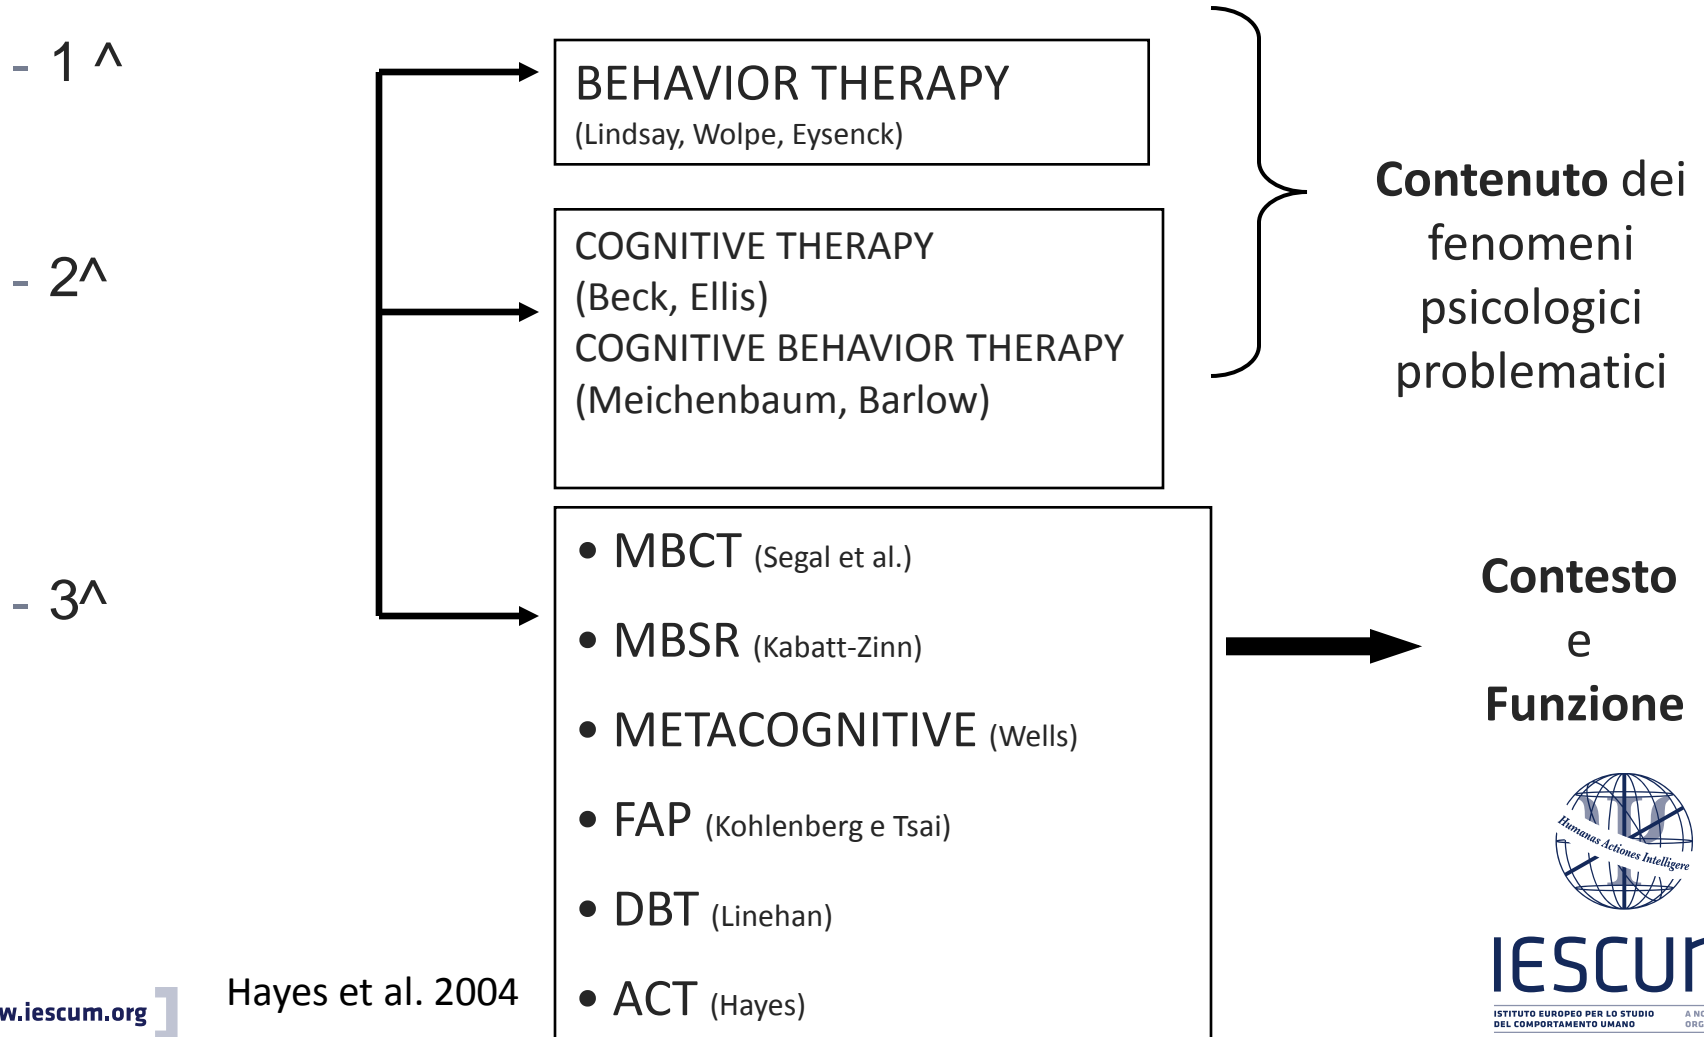 - 1 ^
BEHAVIOR THERAPY
(Lindsay, Wolpe, Eysenck)
- 2^
COGNITIVE THERAPY
(Beck, Ellis)
COGNITIVE BEHAVIOR THERAPY
(Meichenbaum, Barlow)
Contenuto dei
fenomeni
psicologici
problematici
- 3^
• MBCT (Segal et al.)
• MBSR (Kabatt-Zinn)
• METACOGNITIVE (Wells)
• FAP (Kohlenberg e Tsai)
• DBT (Linehan)
• ACT (Hayes)
Contesto
e
Funzione
Humanas Actiones Intelligere
IESCUM
ISTITUTO EUROPEO PER LO STUDIO
DEL COMPORTAMENTO UMANO
A
w.iescum.org
Hayes et al. 2004